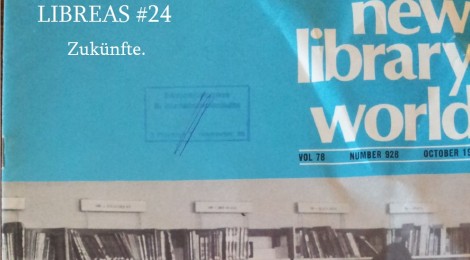 LIBREAS #24
Zukünfte.
new
library
world
VOL 78 NUMBER 928 OCTOBER 19